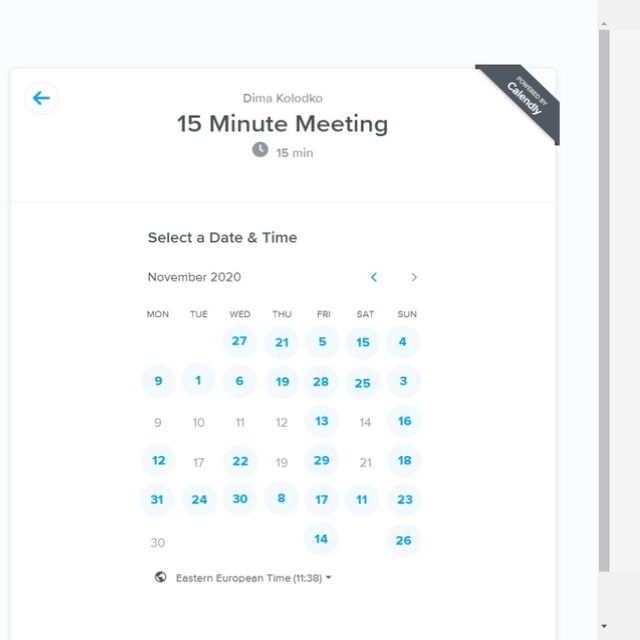 POWERED BY
Calendly
Dima Kolodko
15 Minute Meeting
15 min
Select a Date & Time
November 2020
MON TUE WED THU FRI SAT SUN
27 21 5 15 4
9 1 6 19 28 25 3
9 10 11 12 13 14 16
12 17 22 19 29 21 18
31 24 30 8 17 11 23
30 14 26
Eastern European Time (11:38)